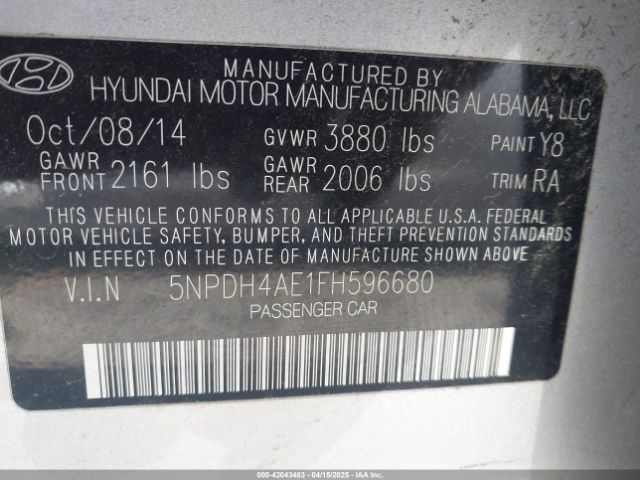 MANUFACTURED BY
HYUNDAI MOTOR MANUFACTURING ALABAMA, LLC
Oct/08/14 GVWR 3880 lbs PAINT Y8
GAWR FRONT 2161 lbs GAWR REAR 2006 lbs TRIM RA
THIS VEHICLE CONFORMS TO ALL APPLICABLE U.S.A. FEDERAL
MOTOR VEHICLE SAFETY, BUMPER, AND THEFT PREVENTION STANDARDS
IN EFFECT ON THE DATE OF MANUFACTURE SHOWN ABOVE.
V.I.N 5NPDH4AE1FH596680
PASSENGER CAR
000-42043463 04/15/2025 IAA Inc.